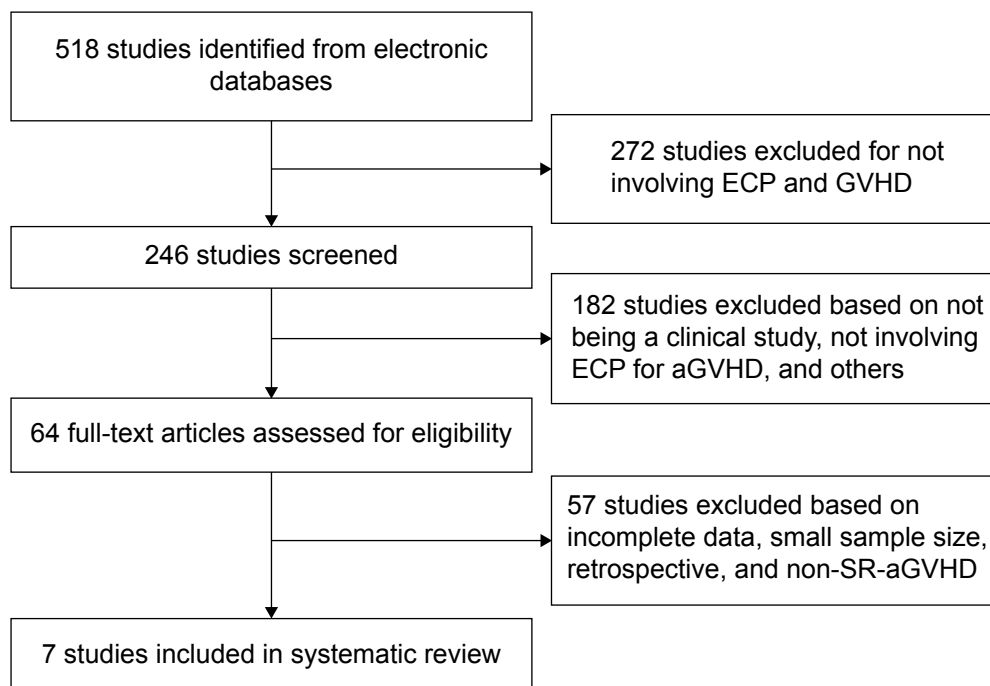 518 studies identified from electronic
databases
272 studies excluded for not
involving ECP and GVHD
246 studies screened
182 studies excluded based on not
being a clinical study, not involving
ECP for aGVHD, and others
64 full-text articles assessed for eligibility
57 studies excluded based on
incomplete data, small sample size,
retrospective, and non-SR-aGVHD
7 studies included in systematic review